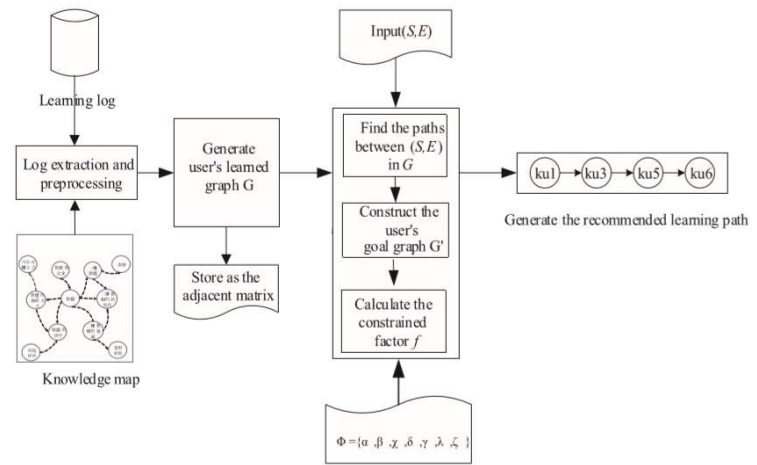 Input(S,E)
Learning log
Log extraction and
preprocessing
Generate
user's learned
graph G
Find the paths
between (S,E)
in G
ku1
ku3
ku5
ku6
Construct the
user's
goal graph G'
Generate the recommended learning path
Store as the
adjacent matrix
Calculate the
constrained
factor f
Knowledge map
Φ ={α ,β ,χ ,δ ,γ ,λ ,ζ }